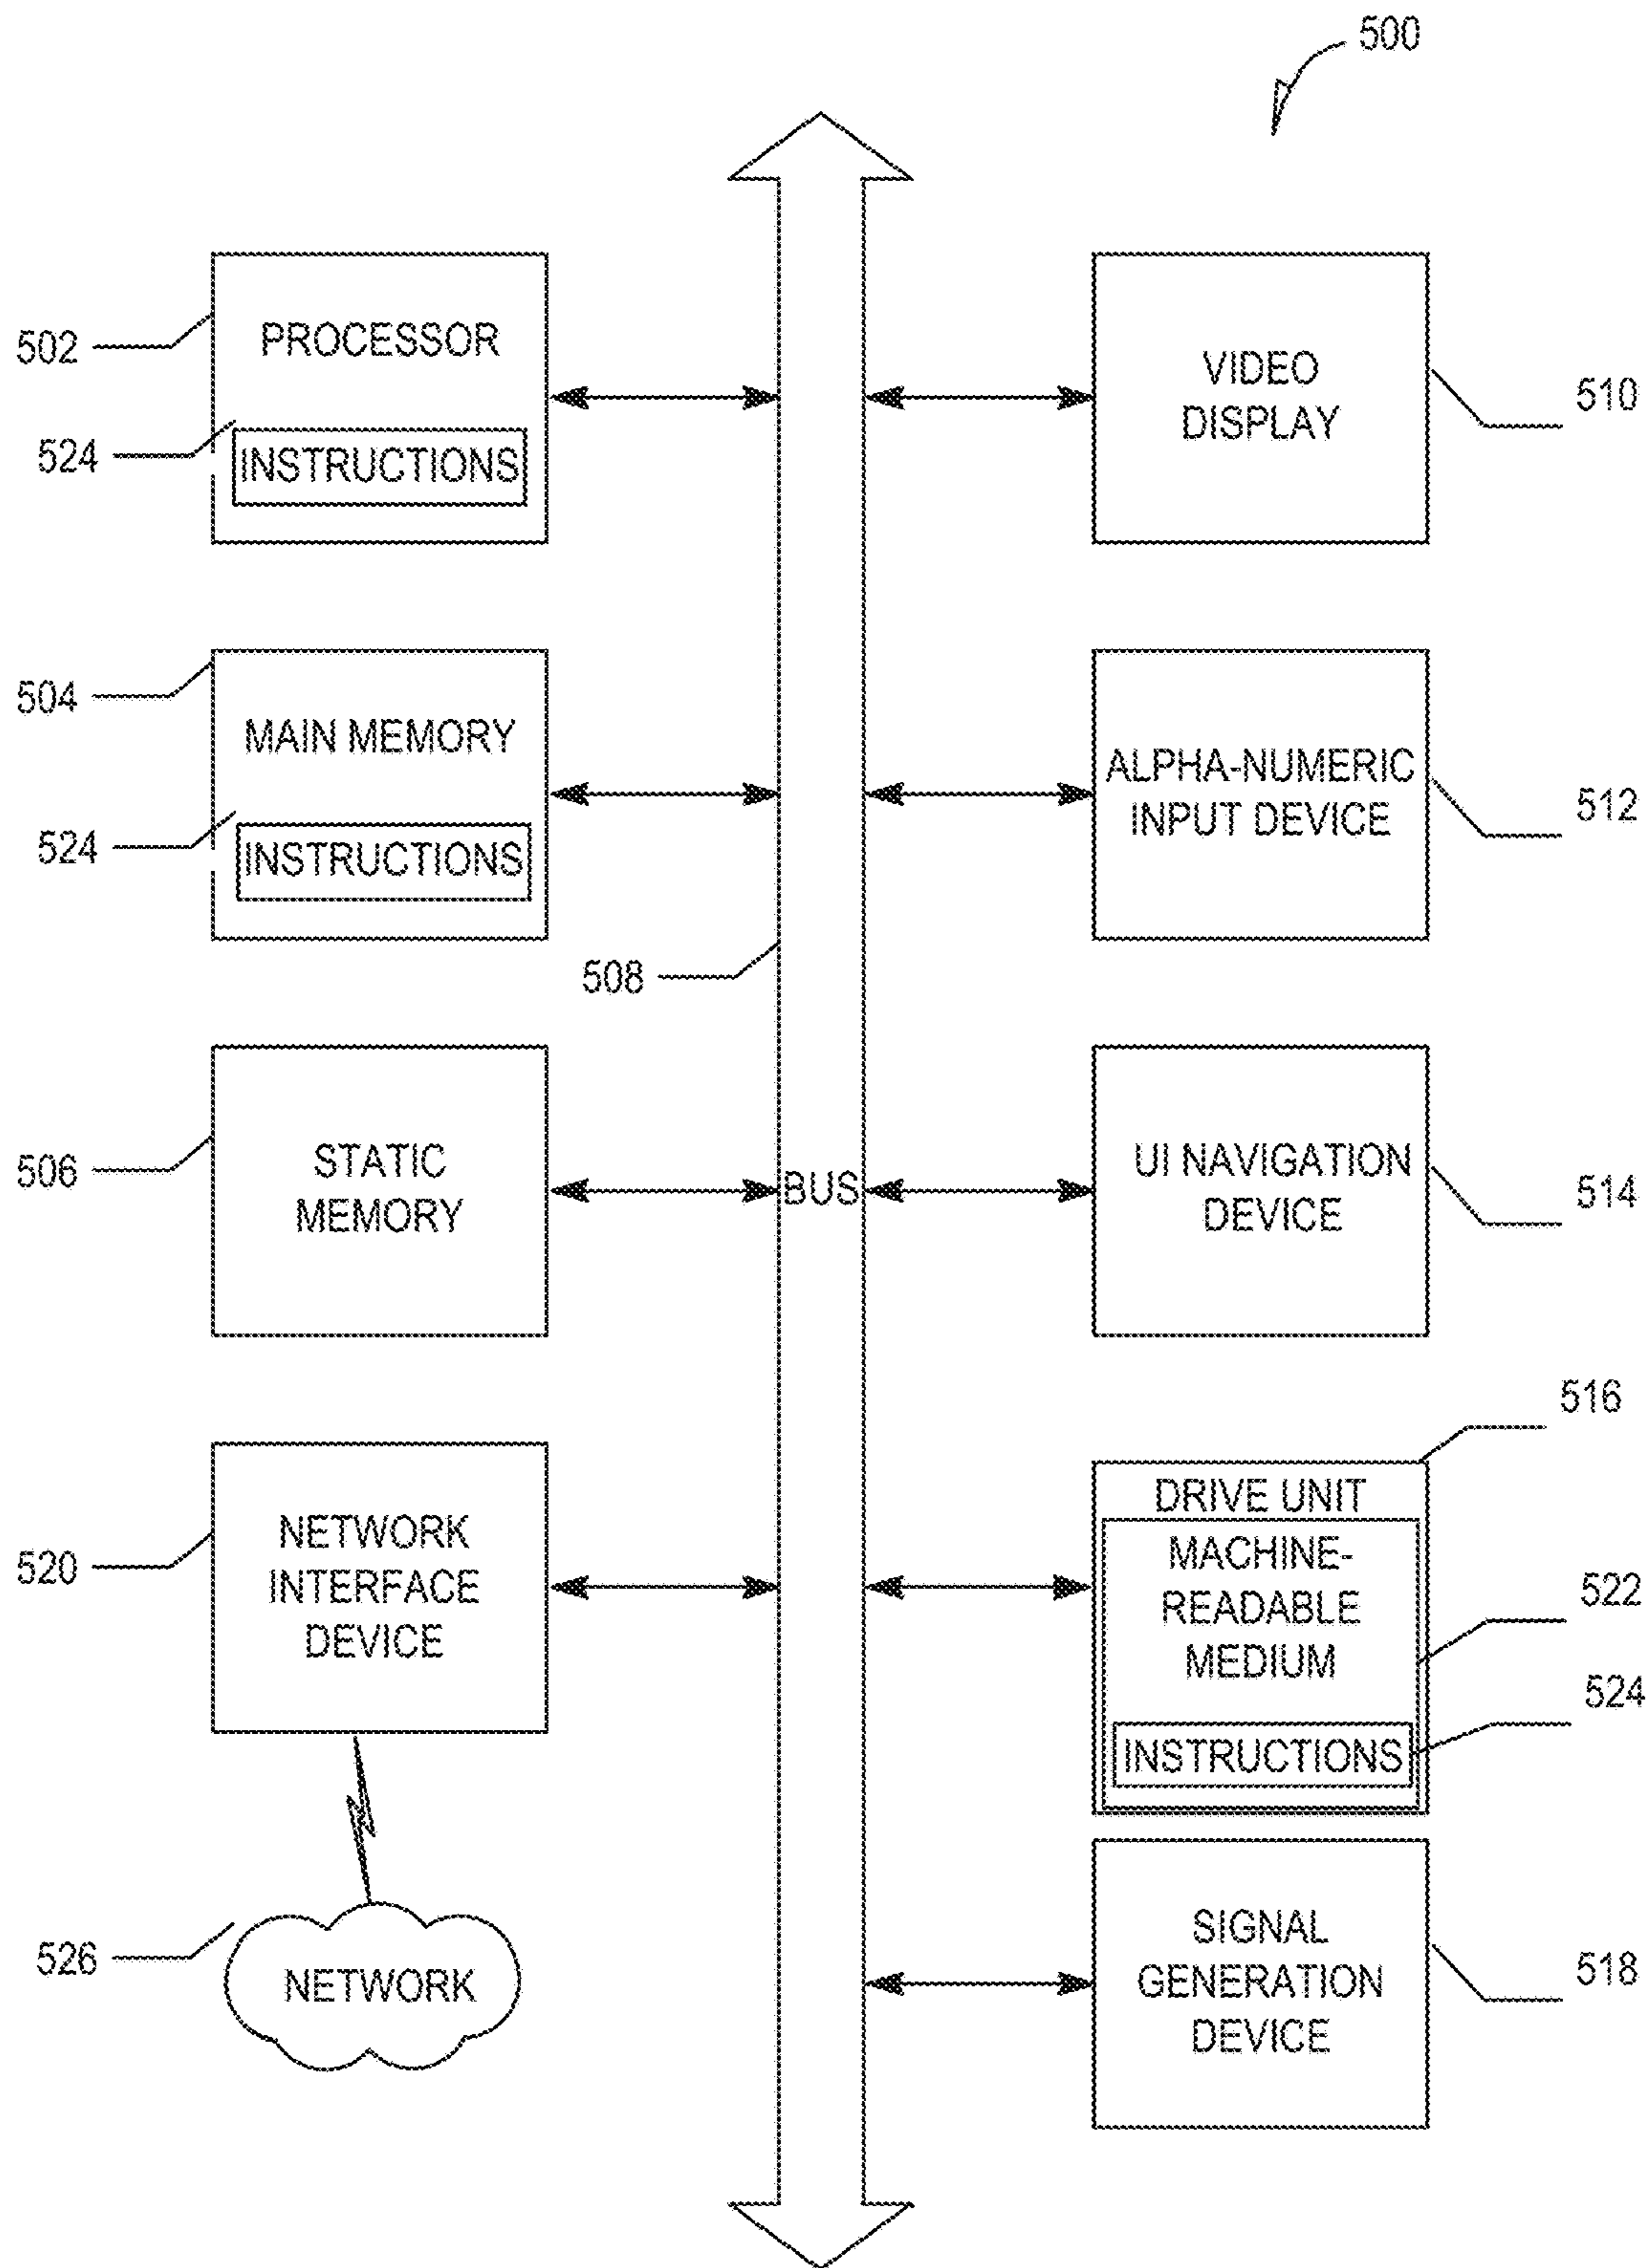 500
502
PROCESSOR
524
INSTRUCTIONS
VIDEO
DISPLAY
510
504
MAIN MEMORY
524
INSTRUCTIONS
ALPHA-NUMERIC
INPUT DEVICE
512
508
506
STATIC
MEMORY
BUS
UI NAVIGATION
DEVICE
514
516
520
NETWORK
INTERFACE
DEVICE
DRIVE UNIT
MACHINE-
READABLE
MEDIUM
522
524
INSTRUCTIONS
526
NETWORK
SIGNAL
GENERATION
DEVICE
518